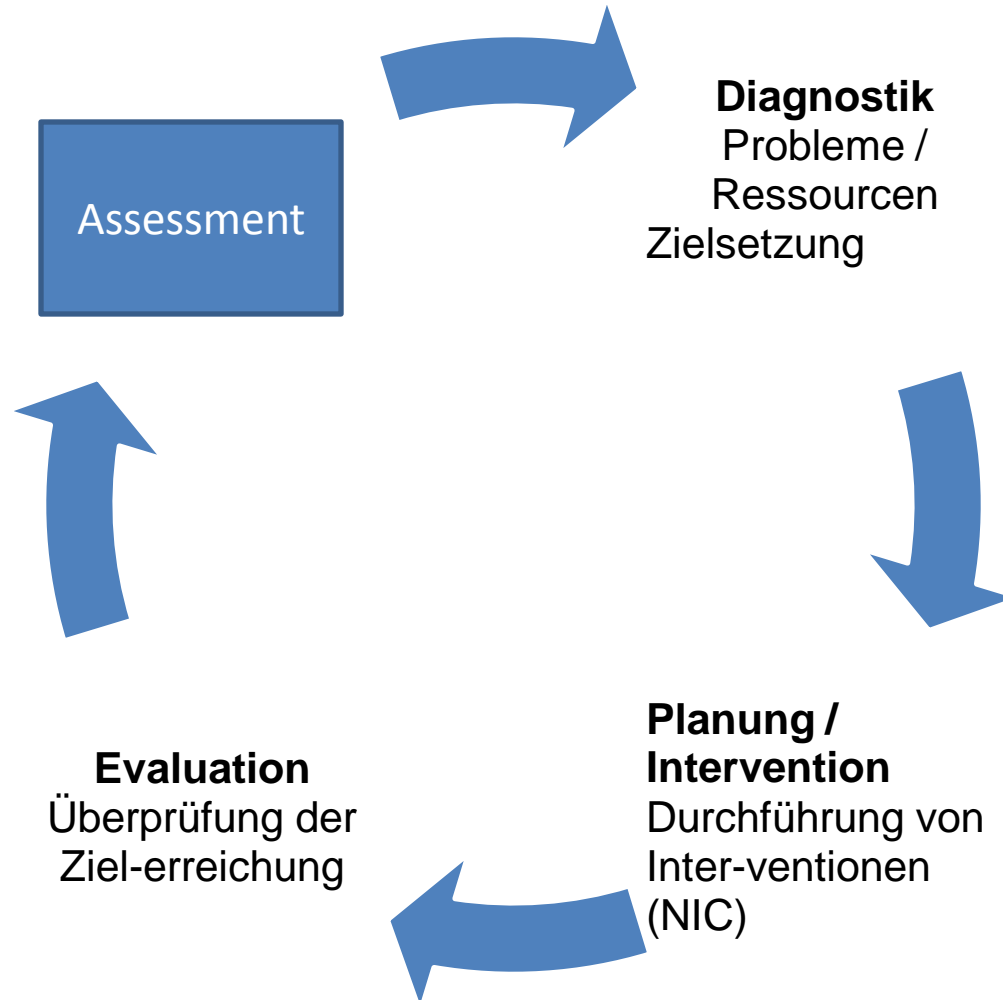 Assessment
Diagnostik
Probleme /
Ressourcen
Zielsetzung
Planung /
Intervention
Durchführung von
Inter-ventionen
(NIC)
Evaluation
Überprüfung der
Ziel-erreichung